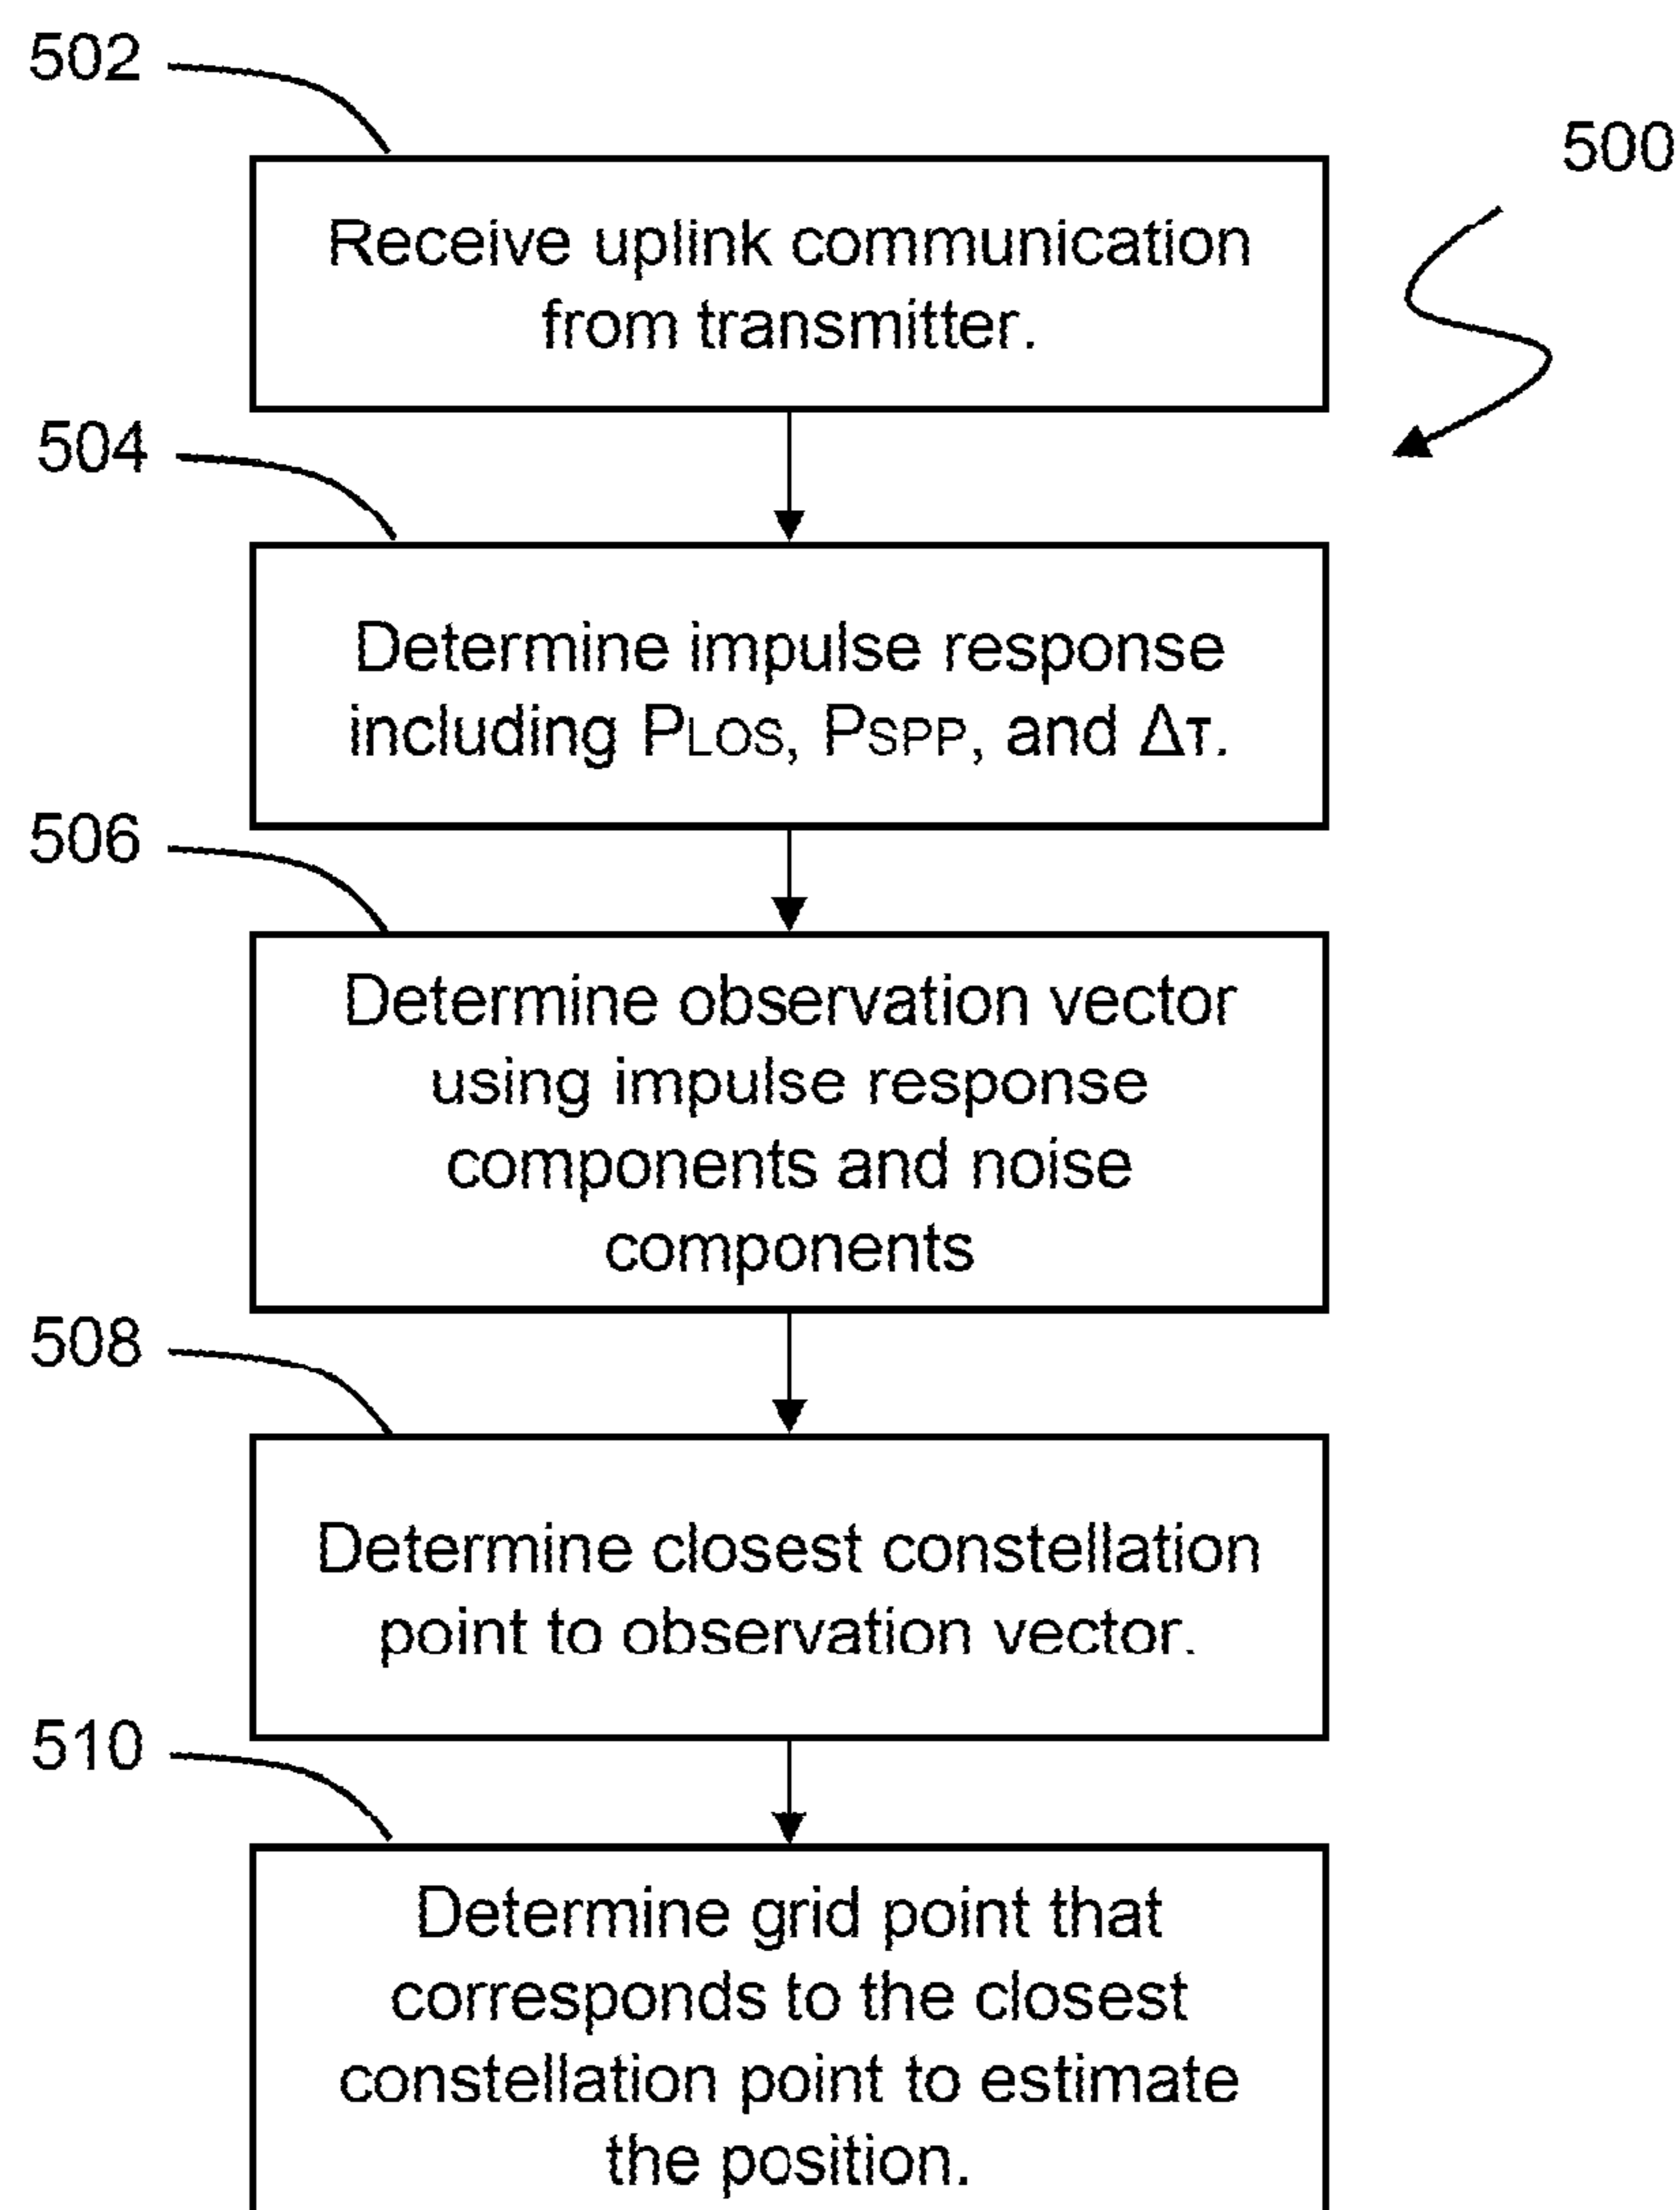 502
500
Receive uplink communication
from transmitter.
504
Determine impulse response
including PLOS, PSPP, and Δτ.
506
Determine observation vector
using impulse response
components and noise
components
508
Determine closest constellation
point to observation vector.
510
Determine grid point that
corresponds to the closest
constellation point to estimate
the position.